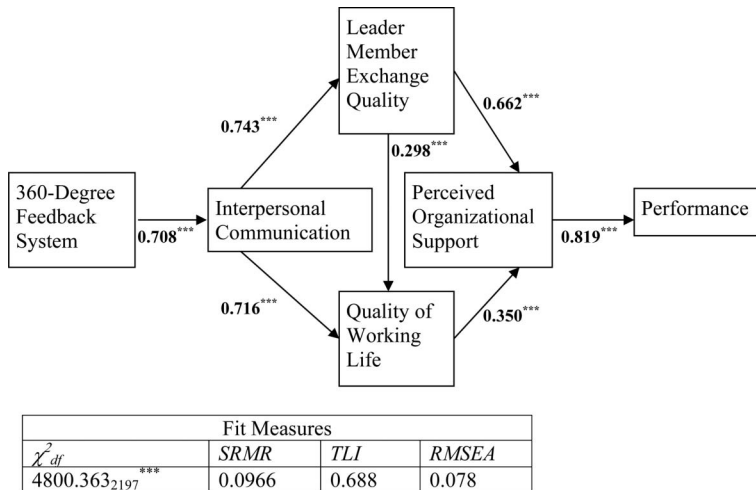 Leader
Member
Exchange
Quality
0.662***
0.743***
0.298***
360-Degree
Feedback
System
0.708***
Interpersonal
Communication
Perceived
Organizational
Support
0.819***
Performance
0.716***
Quality of
Working
Life
0.350***
Fit Measures
χ²df SRMR TLI RMSEA
4800.363₂₁₉₇*** 0.0966 0.688 0.078